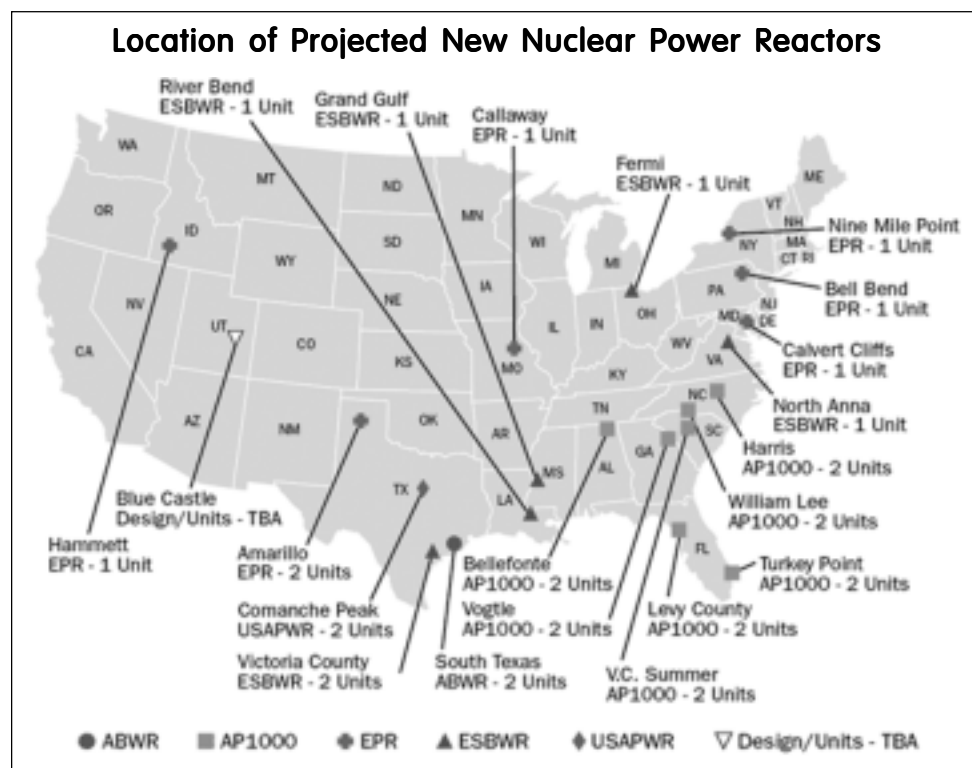 Location of Projected New Nuclear Power Reactors
River Bend
ESBWR - 1 Unit
Grand Gulf
ESBWR - 1 Unit
Callaway
EPR - 1 Unit
Fermi
ESBWR - 1 Unit
Nine Mile Point
EPR - 1 Unit
Bell Bend
EPR - 1 Unit
Calvert Cliffs
EPR - 1 Unit
North Anna
ESBWR - 1 Unit
Harris
AP1000 - 2 Units
William Lee
AP1000 - 2 Units
Turkey Point
AP1000 - 2 Units
Levy County
AP1000 - 2 Units
V.C. Summer
AP1000 - 2 Units
Bellefonte
AP1000 - 2 Units
Vogtle
AP1000 - 2 Units
South Texas
ABWR - 2 Units
Victoria County
ESBWR - 2 Units
Comanche Peak
USAPWR - 2 Units
Amarillo
EPR - 2 Units
Blue Castle
Design/Units - TBA
Hammett
EPR - 1 Unit
WA
MT
ND
MN
ME
VT
NH
OR
ID
SD
WI
MI
NY
MA
CT RI
WY
IA
NE
PA
NJ
NV
UT
CO
IL
IN
OH
MD
DE
CA
KS
MO
KY
WV
VA
AZ
NM
OK
AR
TN
NC
SC
TX
LA
MS
AL
GA
FL
ABWR
AP1000
EPR
ESBWR
USAPWR
Design/Units - TBA